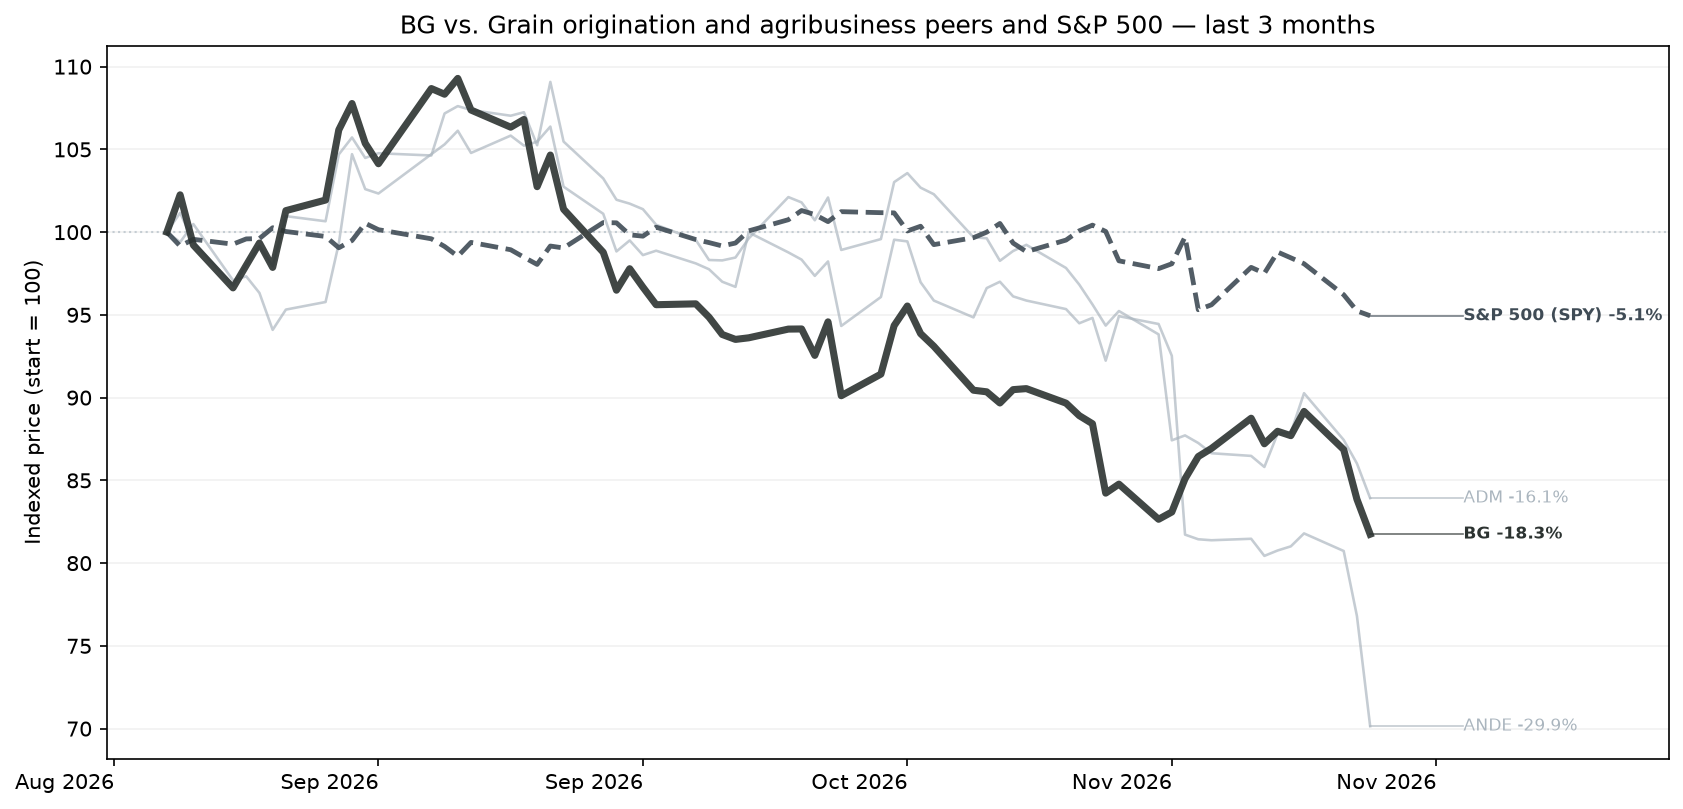 BG vs. Grain origination and agribusiness peers and S&P 500 — last 3 months
Indexed price (start = 100)
110
105
100
95
90
85
80
75
70
S&P 500 (SPY) -5.1%
ADM -16.1%
BG -18.3%
ANDE -29.9%
Aug 2026
Sep 2026
Sep 2026
Oct 2026
Nov 2026
Nov 2026